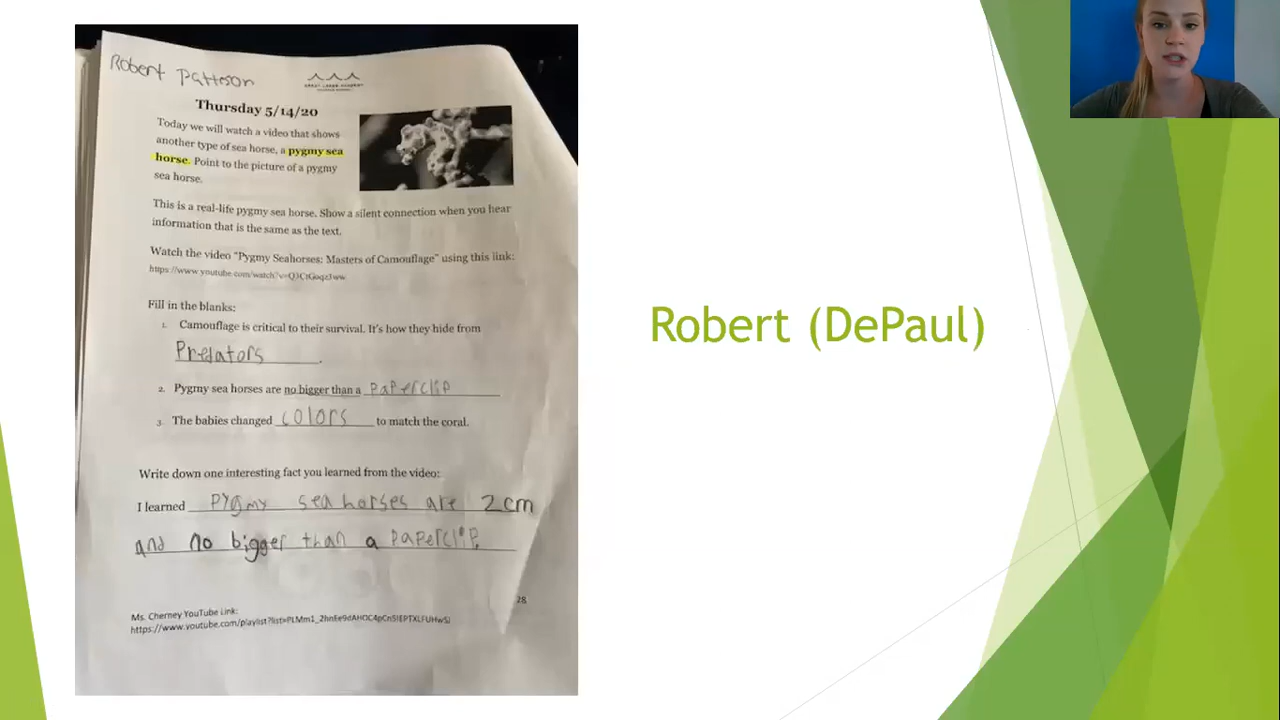 Robert Patteson
GREAT LAKES ACADEMY
Thursday 5/14/20
Today we will watch a video that shows
another type of sea horse, a pygmy sea
horse. Point to the picture of a pygmy
sea horse.
This is a real-life pygmy sea horse. Show a silent connection when you hear
information that is the same as the text.
Watch the video “Pygmy Seahorses: Masters of Camouflage” using this link:
Fill in the blanks:
1. Camouflage is critical to their survival. It's how they hide from
Predators.
2. Pygmy sea horses are no bigger than a paperclip
3. The babies changed colors to match the coral.
Write down one interesting fact you learned from the video:
I learned Pygmy sea horses are 2cm
and no bigger than a paperclip.
28
Ms. Cherney YouTube Link:
Robert (DePaul)